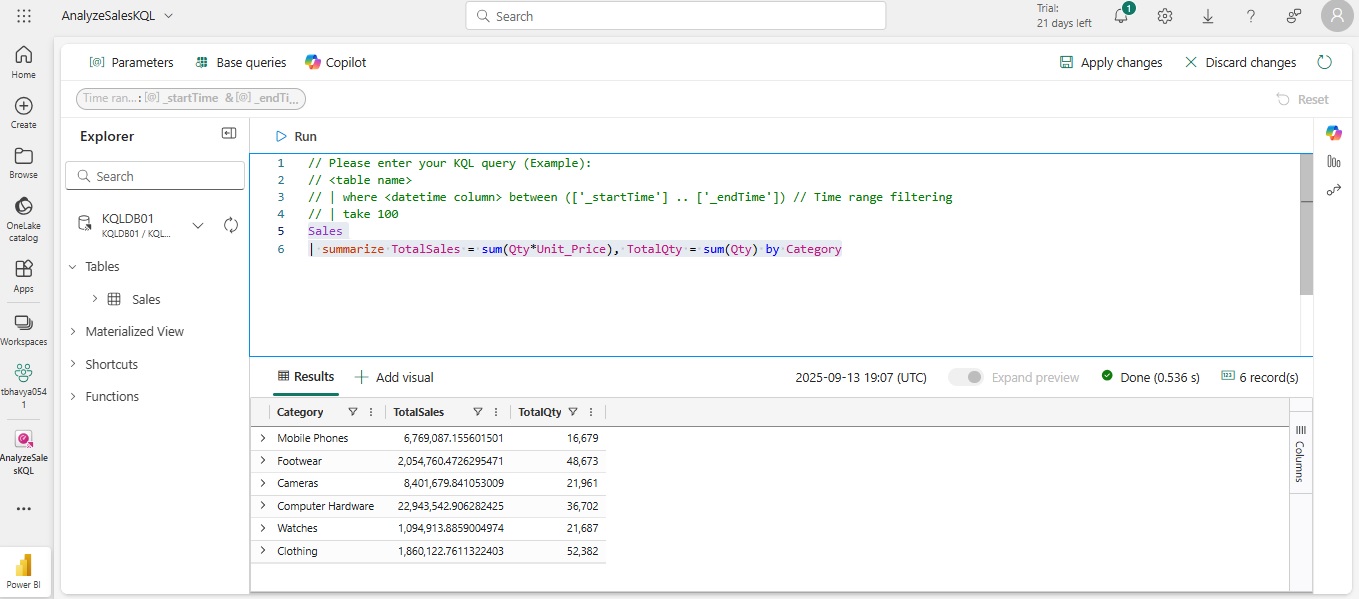 AnalyzeSalesKQL
Search
Trial:
21 days left
1
Home
Create
Browse
OneLake
catalog
Apps
Workspaces
tbhavya054
1
AnalyzeSale
sKQL
Power BI
Parameters
Base queries
Copilot
Apply changes
Discard changes
Time ran... : [@] _startTime & [@] _endTi...
Reset
Explorer
Search
KQLDB01
KQLDB01 / KQL...
Tables
Sales
Materialized View
Shortcuts
Functions
Run
1 // Please enter your KQL query (Example):
2 // <table name>
3 // | where <datetime column> between (['_startTime'] .. ['_endTime']) // Time range filtering
4 // | take 100
5 Sales
6 | summarize TotalSales = sum(Qty*Unit_Price), TotalQty = sum(Qty) by Category
Results
Add visual
2025-09-13 19:07 (UTC)
Expand preview
Done (0.536 s)
6 record(s)
Category TotalSales TotalQty
Mobile Phones 6,769,087.155601501 16,679
Footwear 2,054,760.4726295471 48,673
Cameras 8,401,679.841053009 21,961
Computer Hardware 22,943,542.906282425 36,702
Watches 1,094,913.8859004974 21,687
Clothing 1,860,122.7611322403 52,382
Columns